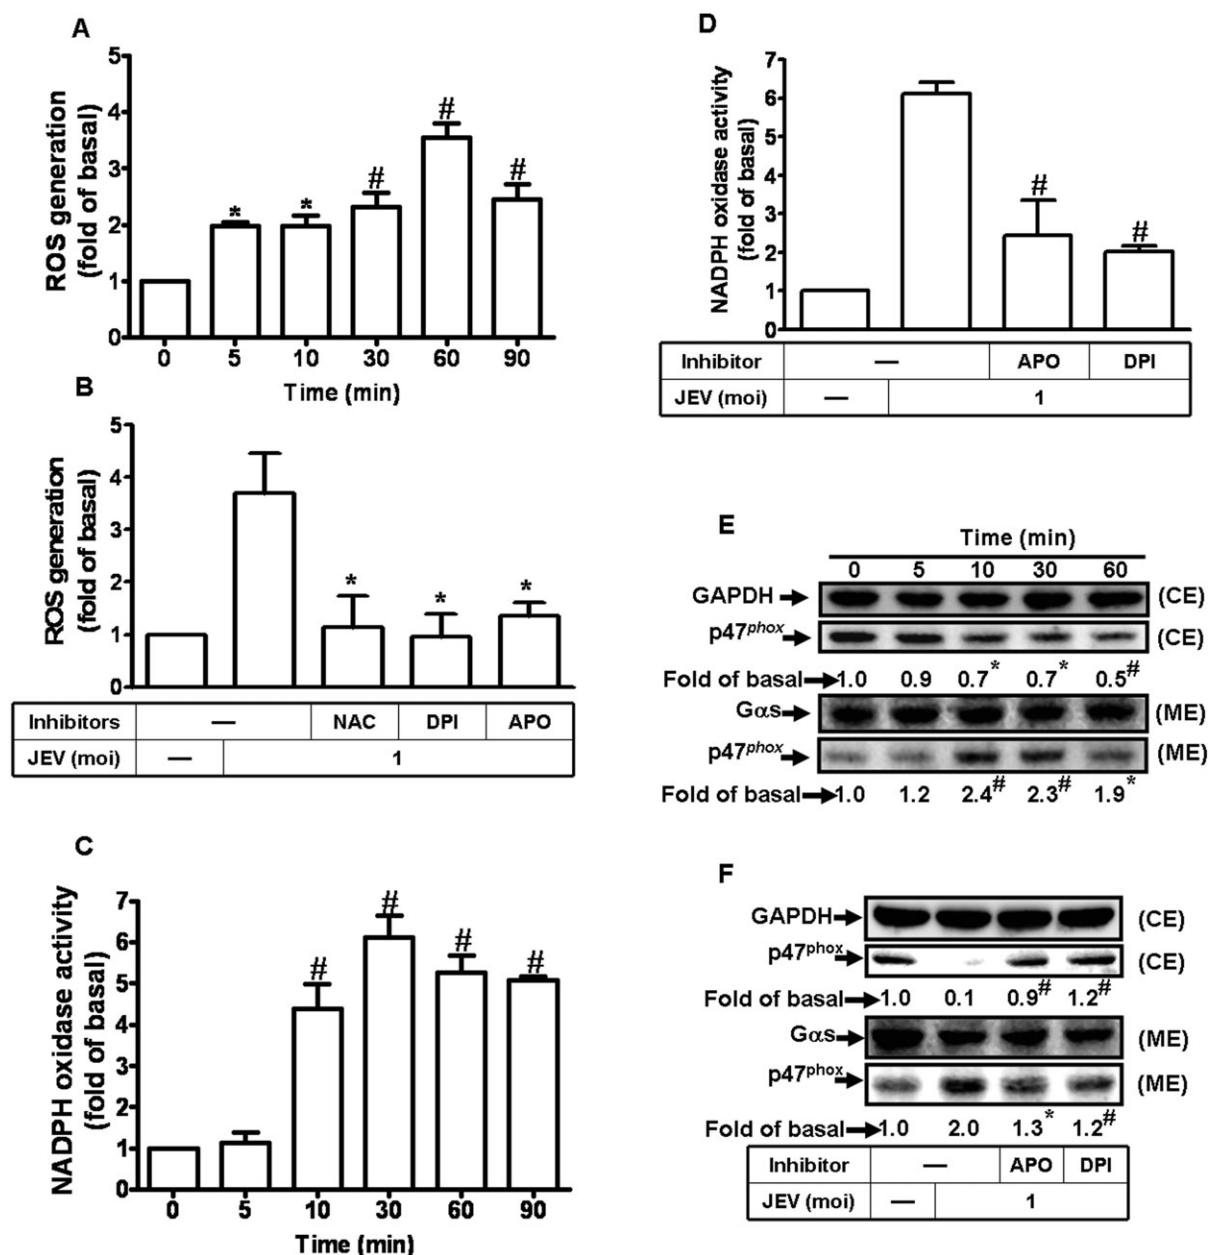 A
ROS generation
(fold of basal)
5
4
3
2
1
0
* * # # #
0 5 10 30 60 90
Time (min)
B
ROS generation
(fold of basal)
5
4
3
2
1
0
* * *
Inhibitors — NAC DPI APO
JEV (moi) — 1
C
NADPH oxidase activity
(fold of basal)
7
6
5
4
3
2
1
0
# # # #
0 5 10 30 60 90
Time (min)
D
NADPH oxidase activity
(fold of basal)
7
6
5
4
3
2
1
0
# #
Inhibitor — APO DPI
JEV (moi) — 1
E
Time (min)
0 5 10 30 60
GAPDH (CE)
p47phox (CE)
Fold of basal 1.0 0.9 0.7* 0.7* 0.5#
Gαs (ME)
p47phox (ME)
Fold of basal 1.0 1.2 2.4# 2.3# 1.9*
F
GAPDH (CE)
p47phox (CE)
Fold of basal 1.0 0.1 0.9# 1.2#
Gαs (ME)
p47phox (ME)
Fold of basal 1.0 2.0 1.3* 1.2#
Inhibitor — APO DPI
JEV (moi) — 1